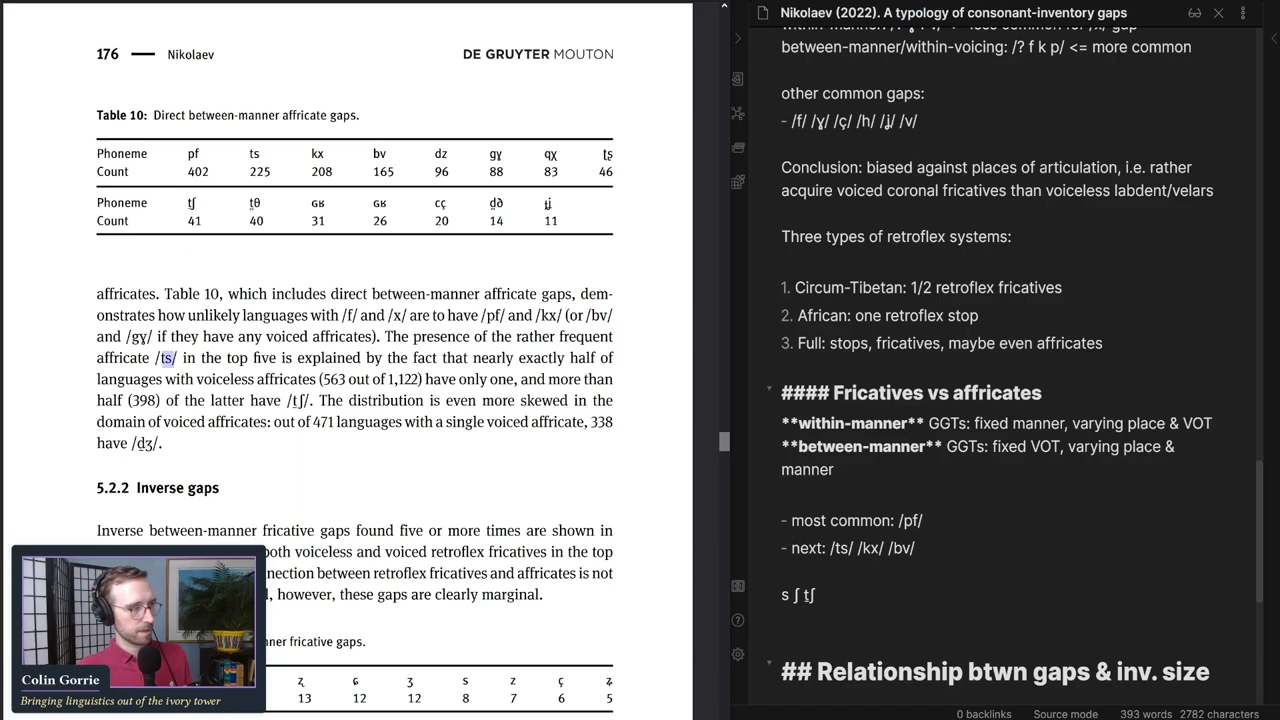 176 — Nikolaev
DE GRUYTER MOUTON
Table 10: Direct between-manner affricate gaps.
Phoneme pf ts kx bv dz gɣ qχ ʈʂ
Count 402 225 208 165 96 88 83 46
Phoneme tʃ t̪θ ɢʁ ɢʁ cç d̪ð ɟʝ
Count 41 40 31 26 20 14 11
affricates. Table 10, which includes direct between-manner affricate gaps, dem-
onstrates how unlikely languages with /f/ and /x/ are to have /pf/ and /kx/ (or /bv/
and /gɣ/ if they have any voiced affricates). The presence of the rather frequent
affricate /ts/ in the top five is explained by the fact that nearly exactly half of
languages with voiceless affricates (563 out of 1,122) have only one, and more than
half (398) of the latter have /t̠ʃ/. The distribution is even more skewed in the
domain of voiced affricates: out of 471 languages with a single voiced affricate, 338
have /d̠ʒ/.
5.2.2 Inverse gaps
Inverse between-manner fricative gaps found five or more times are shown in
both voiceless and voiced retroflex fricatives in the top
nection between retroflex fricatives and affricates is not
, however, these gaps are clearly marginal.
nner fricative gaps.
ʐ ɕ ʒ s z ç ʑ
13 12 12 8 7 6 5
Colin Gorrie
Bringing linguistics out of the ivory tower
Nikolaev (2022). A typology of consonant-inventory gaps
between-manner/within-voicing: /? f k p/ <= more common
other common gaps:
- /f/ /ɣ/ /ç/ /h/ /ʝ/ /v/
Conclusion: biased against places of articulation, i.e. rather
acquire voiced coronal fricatives than voiceless labdent/velars
Three types of retroflex systems:
1. Circum-Tibetan: 1/2 retroflex fricatives
2. African: one retroflex stop
3. Full: stops, fricatives, maybe even affricates
#### Fricatives vs affricates
**within-manner** GGTs: fixed manner, varying place & VOT
**between-manner** GGTs: fixed VOT, varying place &
manner
- most common: /pf/
- next: /ts/ /kx/ /bv/
s ʃ t̠ʃ
## Relationship btwn gaps & inv. size
0 backlinks Source mode 393 words 2782 characters